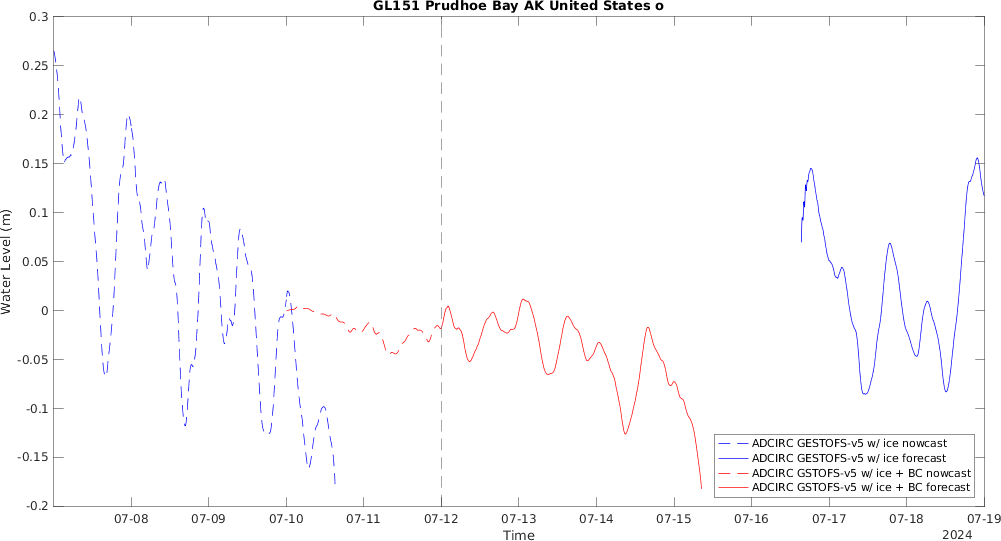 GL151 Prudhoe Bay AK United States o
0.3
0.25
0.2
0.15
0.1
0.05
0
-0.05
-0.1
-0.15
-0.2
Water Level (m)
ADCIRC GESTOFS-v5 w/ ice nowcast
ADCIRC GESTOFS-v5 w/ ice forecast
ADCIRC GSTOFS-v5 w/ ice + BC nowcast
ADCIRC GSTOFS-v5 w/ ice + BC forecast
07-08 07-09 07-10 07-11 07-12 07-13 07-14 07-15 07-16 07-17 07-18 07-19
Time
2024